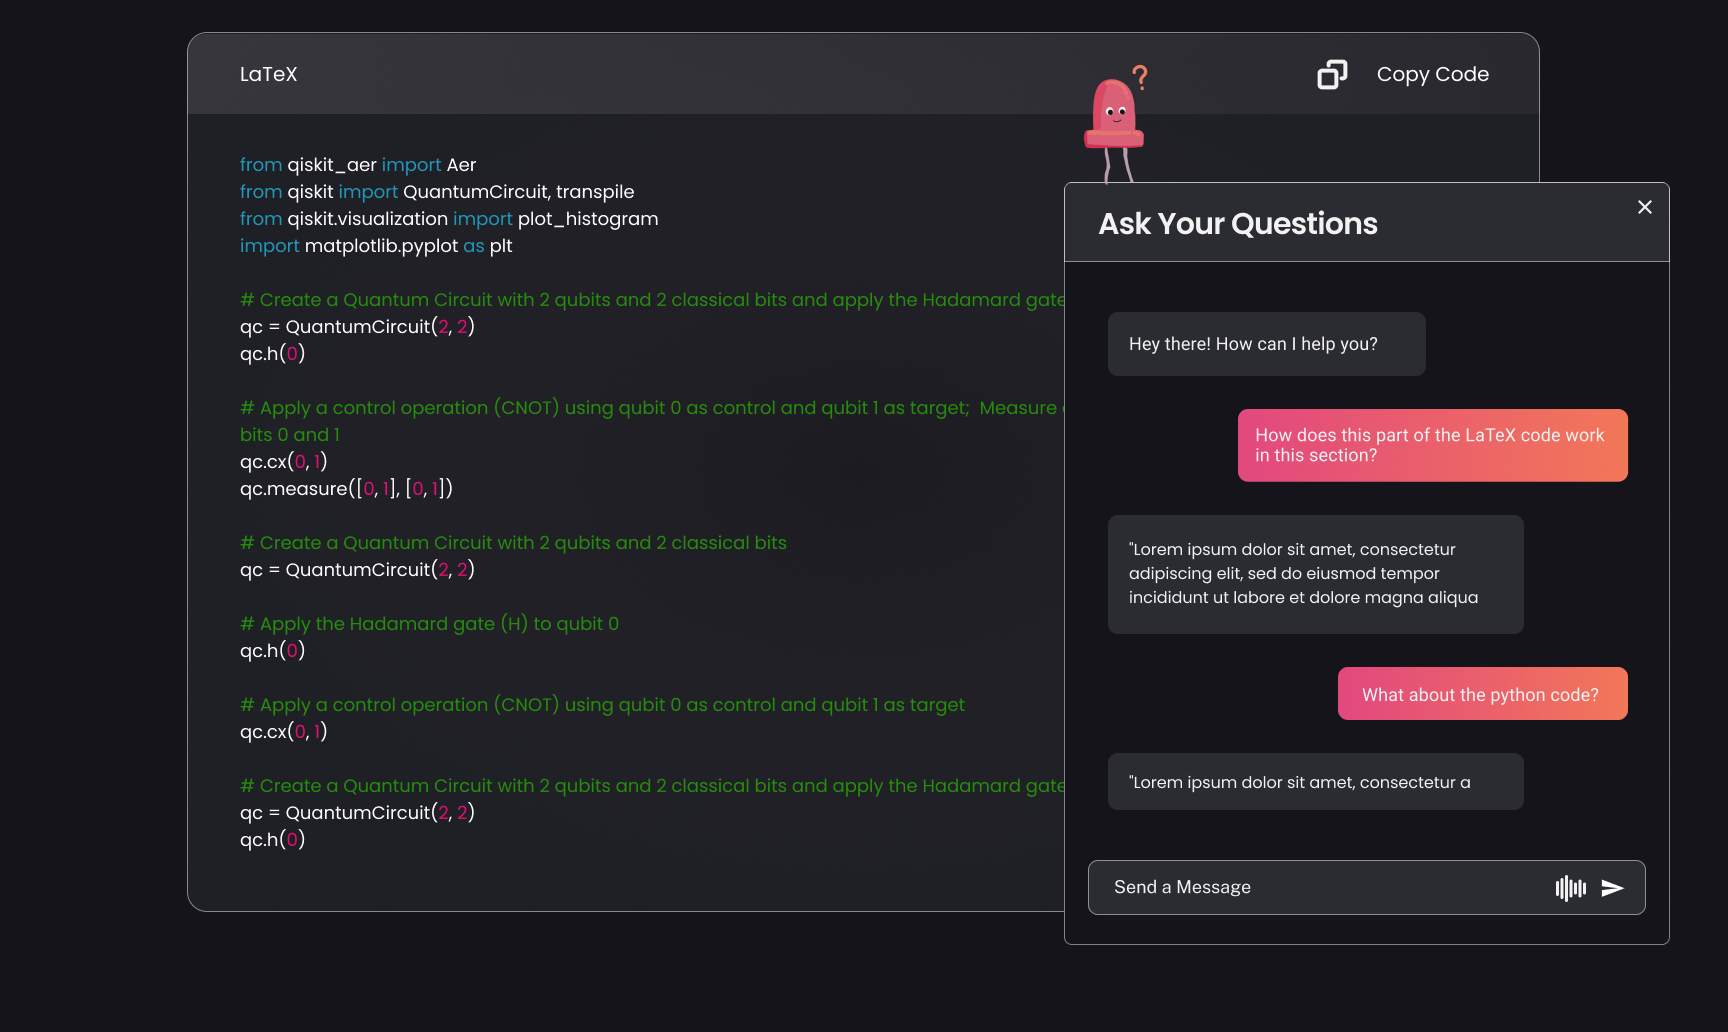 LaTeX
Copy Code
from qiskit_aer import Aer
from qiskit import QuantumCircuit, transpile
from qiskit.visualization import plot_histogram
import matplotlib.pyplot as plt
# Create a Quantum Circuit with 2 qubits and 2 classical bits and apply the Hadamard gate
qc = QuantumCircuit(2, 2)
qc.h(0)
# Apply a control operation (CNOT) using qubit 0 as control and qubit 1 as target;  Measure
bits 0 and 1
qc.cx(0, 1)
qc.measure([0, 1], [0, 1])
# Create a Quantum Circuit with 2 qubits and 2 classical bits
qc = QuantumCircuit(2, 2)
# Apply the Hadamard gate (H) to qubit 0
qc.h(0)
# Apply a control operation (CNOT) using qubit 0 as control and qubit 1 as target
qc.cx(0, 1)
# Create a Quantum Circuit with 2 qubits and 2 classical bits and apply the Hadamard gate
qc = QuantumCircuit(2, 2)
qc.h(0)
?
Ask Your Questions
Hey there! How can I help you?
How does this part of the LaTeX code work
in this section?
"Lorem ipsum dolor sit amet, consectetur
adipiscing elit, sed do eiusmod tempor
incididunt ut labore et dolore magna aliqua
What about the python code?
"Lorem ipsum dolor sit amet, consectetur a
Send a Message